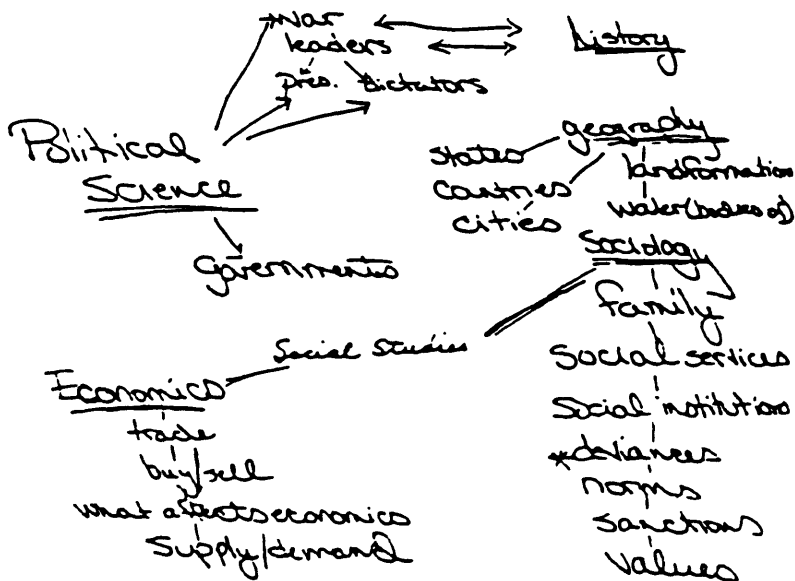 *war
leaders
pres. dictators
history
Political
Science
governments
geography
states
countries
cities
landformation
water(bodies of)
Sociology
family
Social services
Social institutions
*deviances
norms
sanctions
values
Social Studies
Economics
trade
buy/sell
what affects economics
supply/demand